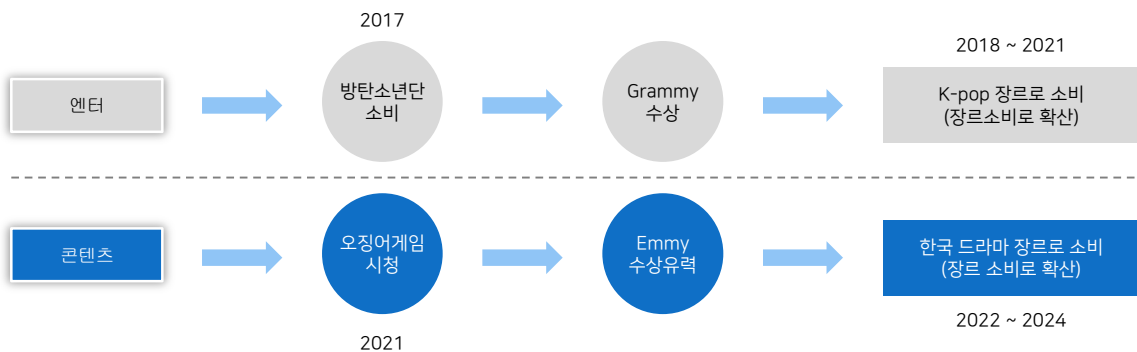 2017
2018 ~ 2021
엔터
방탄소년단
소비
Grammy
수상
K-pop 장르로 소비
(장르소비로 확산)
콘텐츠
오징어게임
시청
Emmy
수상유력
한국 드라마 장르로 소비
(장르 소비로 확산)
2021
2022 ~ 2024